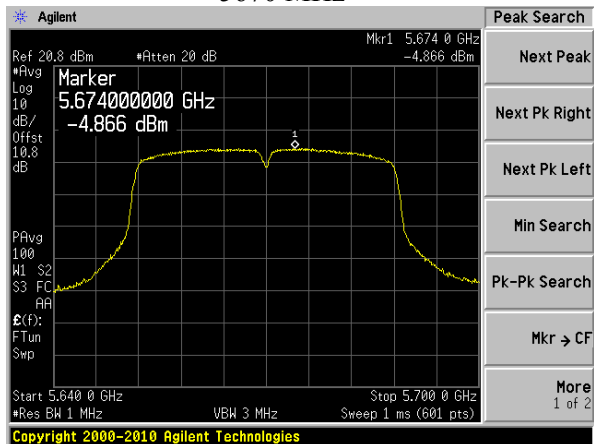 5670 MHz
Agilent
Peak Search
Mkr1 5.674 0 GHz
Ref 20.8 dBm #Atten 20 dB -4.866 dBm
#Avg
Log
10
dB/
Offst
10.8
dB
Marker
5.674000000 GHz
-4.866 dBm
1
PAvg
100
W1 S2
S3 FC
AA
£(f):
FTun
Swp
Start 5.640 0 GHz Stop 5.700 0 GHz
#Res BW 1 MHz VBW 3 MHz Sweep 1 ms (601 pts)
Copyright 2000-2010 Agilent Technologies
Next Peak
Next Pk Right
Next Pk Left
Min Search
Pk-Pk Search
Mkr → CF
More
1 of 2